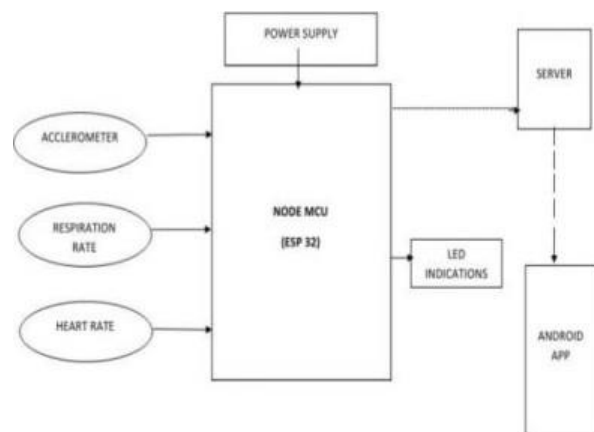 POWER SUPPLY
SERVER
ACCLEROMETER
NODE MCU
(ESP 32)
RESPIRATION
RATE
LED
INDICATIONS
HEART RATE
ANDROID
APP